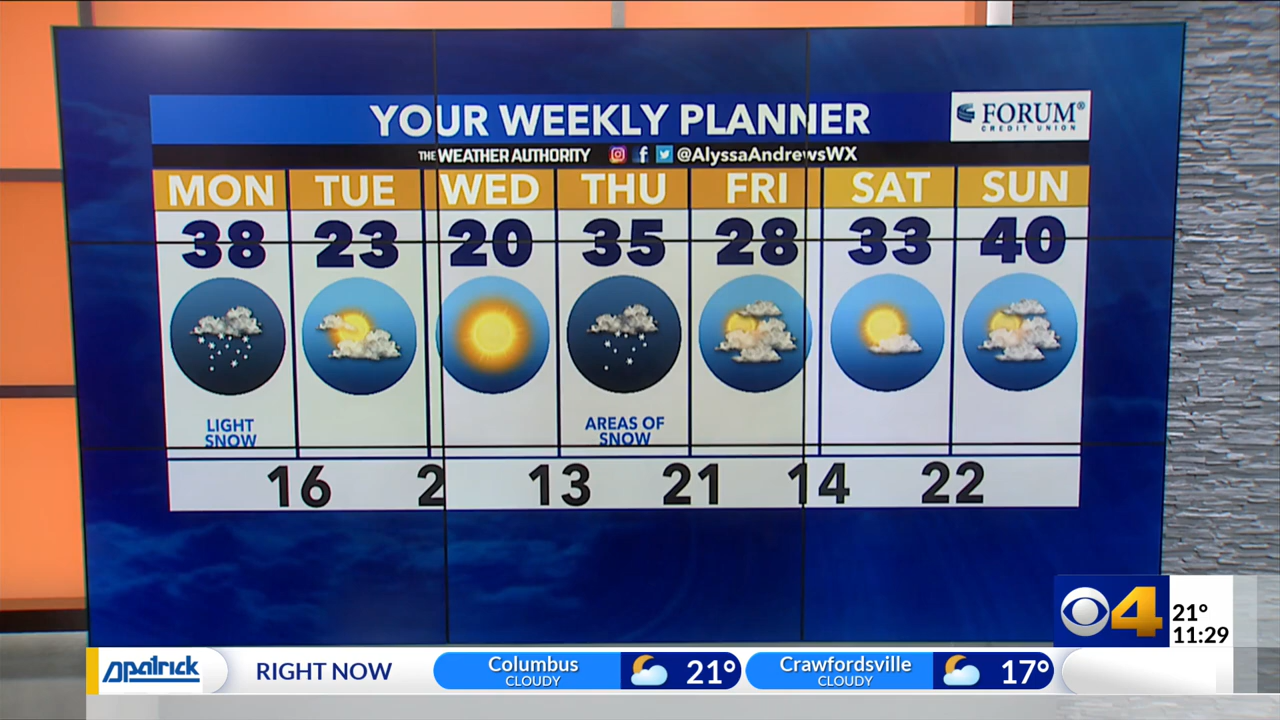 YOUR WEEKLY PLANNER
FORUM®
CREDIT UNION
THE WEATHER AUTHORITY @AlyssaAndrewsWX
MON TUE WED THU FRI SAT SUN
38 23 20 35 28 33 40
LIGHT SNOW
AREAS OF SNOW
16 2 13 21 14 22
4
21°
11:29
patrick RIGHT NOW Columbus CLOUDY 21° Crawfordsville CLOUDY 17°